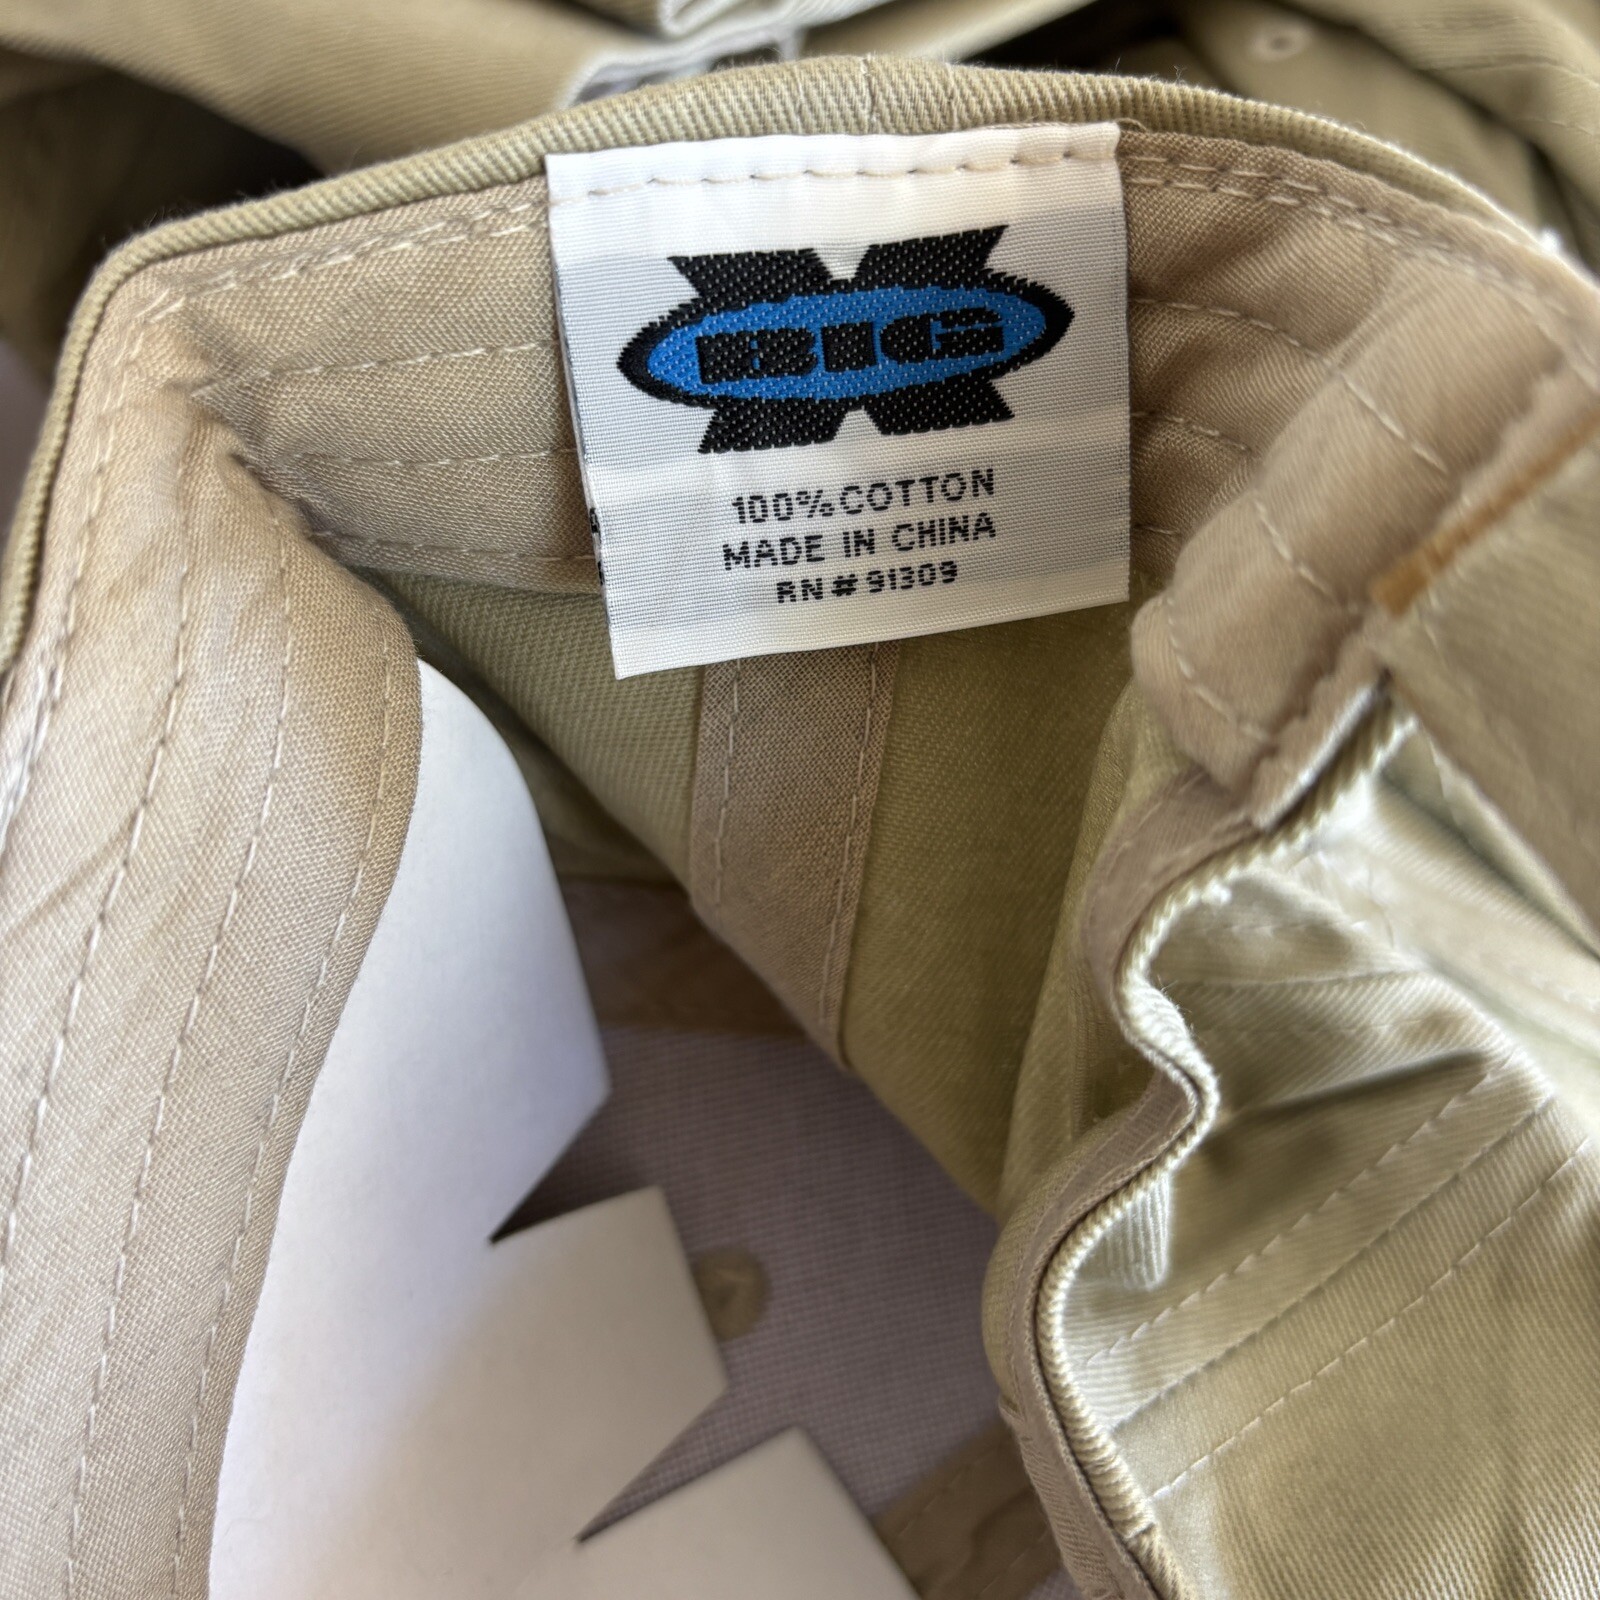 BIG X
100% COTTON
MADE IN CHINA
RN # 91309